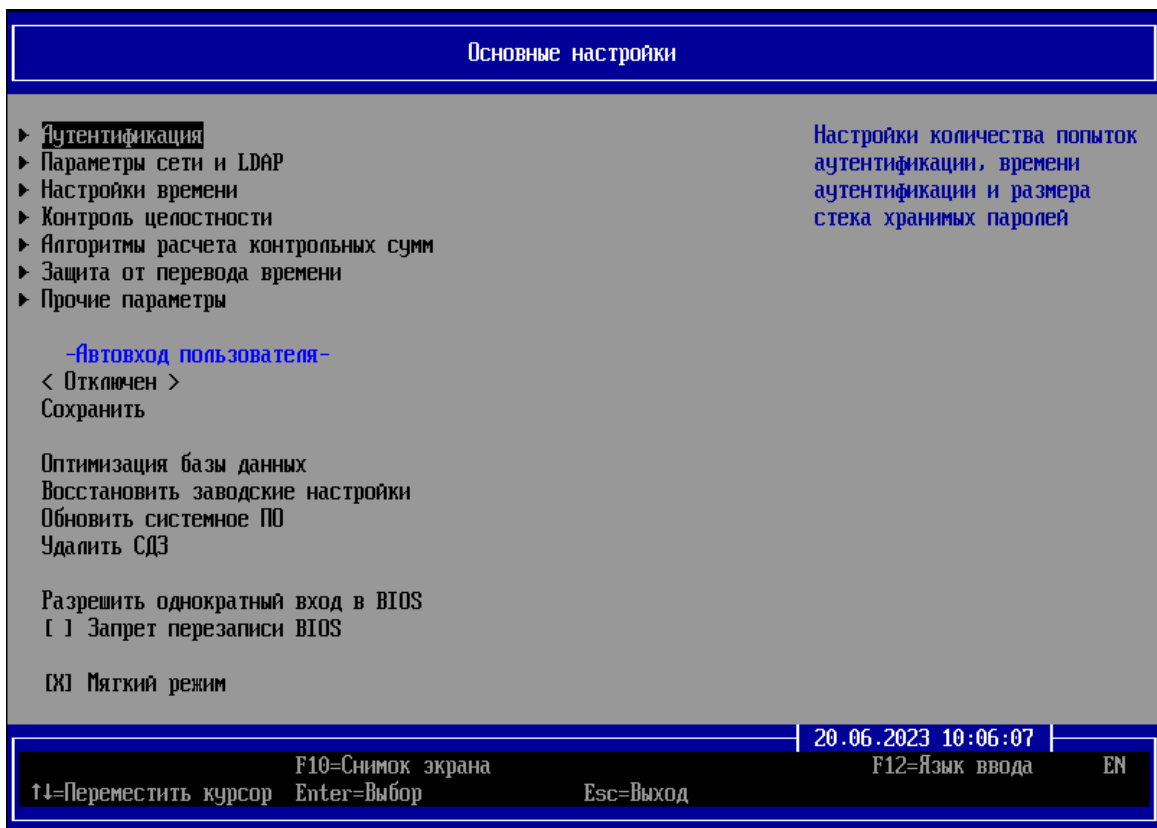 Основные настройки
► Аутентификация
► Параметры сети и LDAP
► Настройки времени
► Контроль целостности
► Алгоритмы расчета контрольных сумм
► Защита от перевода времени
► Прочие параметры
-Автовход пользователя-
< Отключен >
Сохранить
Оптимизация базы данных
Восстановить заводские настройки
Обновить системное ПО
Удалить СДЗ
Разрешить однократный вход в BIOS
[ ] Запрет перезаписи BIOS
[X] Мягкий режим
Настройки количества попыток
аутентификации, времени
аутентификации и размера
стека хранимых паролей
20.06.2023 10:06:07
F10=Снимок экрана F12=Язык ввода EN
↑↓=Переместить курсор Enter=Выбор Esc=Выход